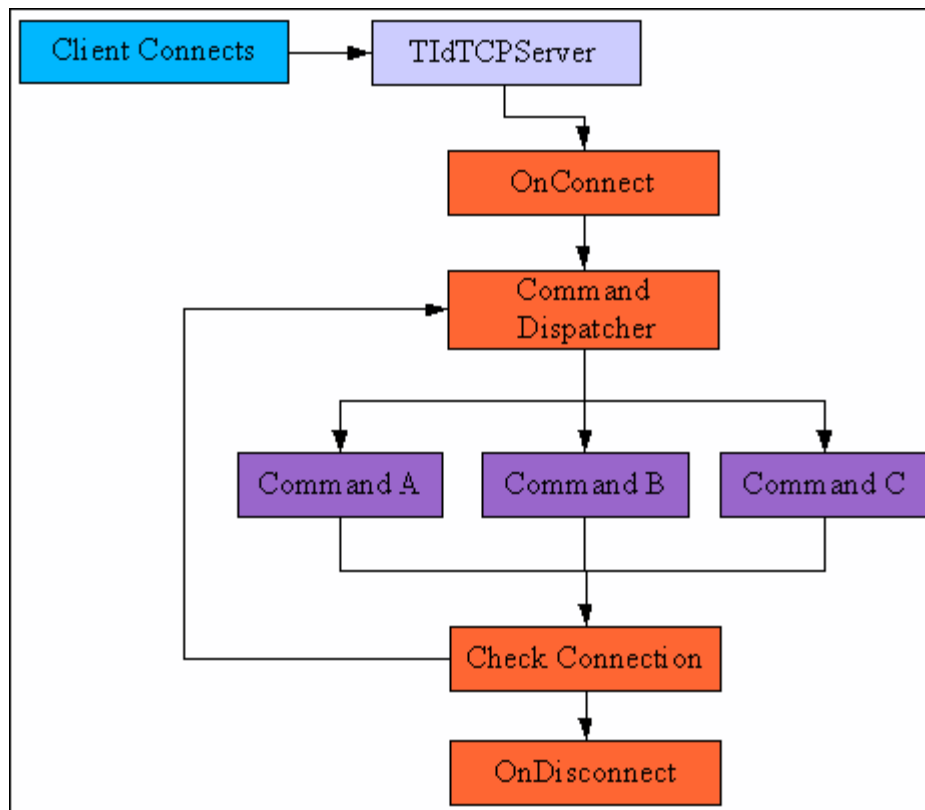 Client Connects
TIdTCPServer
OnConnect
Command
Dispatcher
Command A
Command B
Command C
Check Connection
OnDisconnect